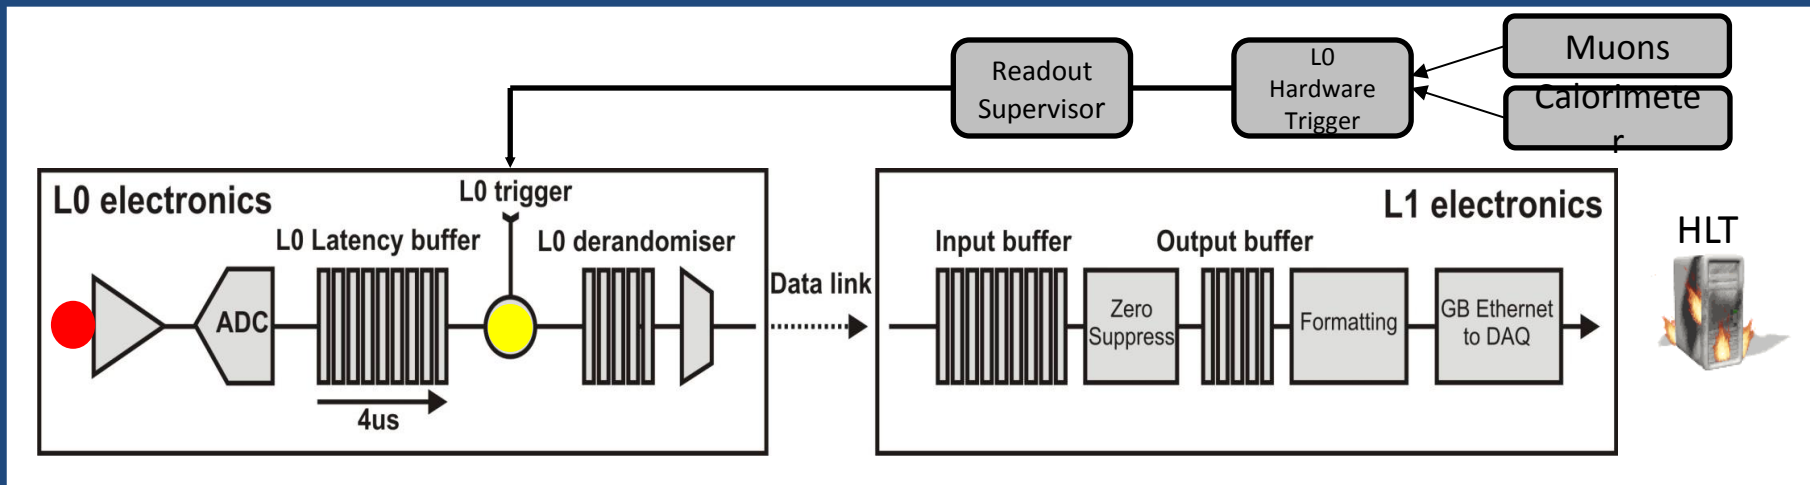 Muons
Readout
Supervisor
L0
Hardware
Trigger
Calorimete
r
L0 electronics
L0 trigger
L0 Latency buffer
L0 derandomiser
ADC
4us
Data link
L1 electronics
Input buffer
Output buffer
Zero
Suppress
Formatting
GB Ethernet
to DAQ
HLT